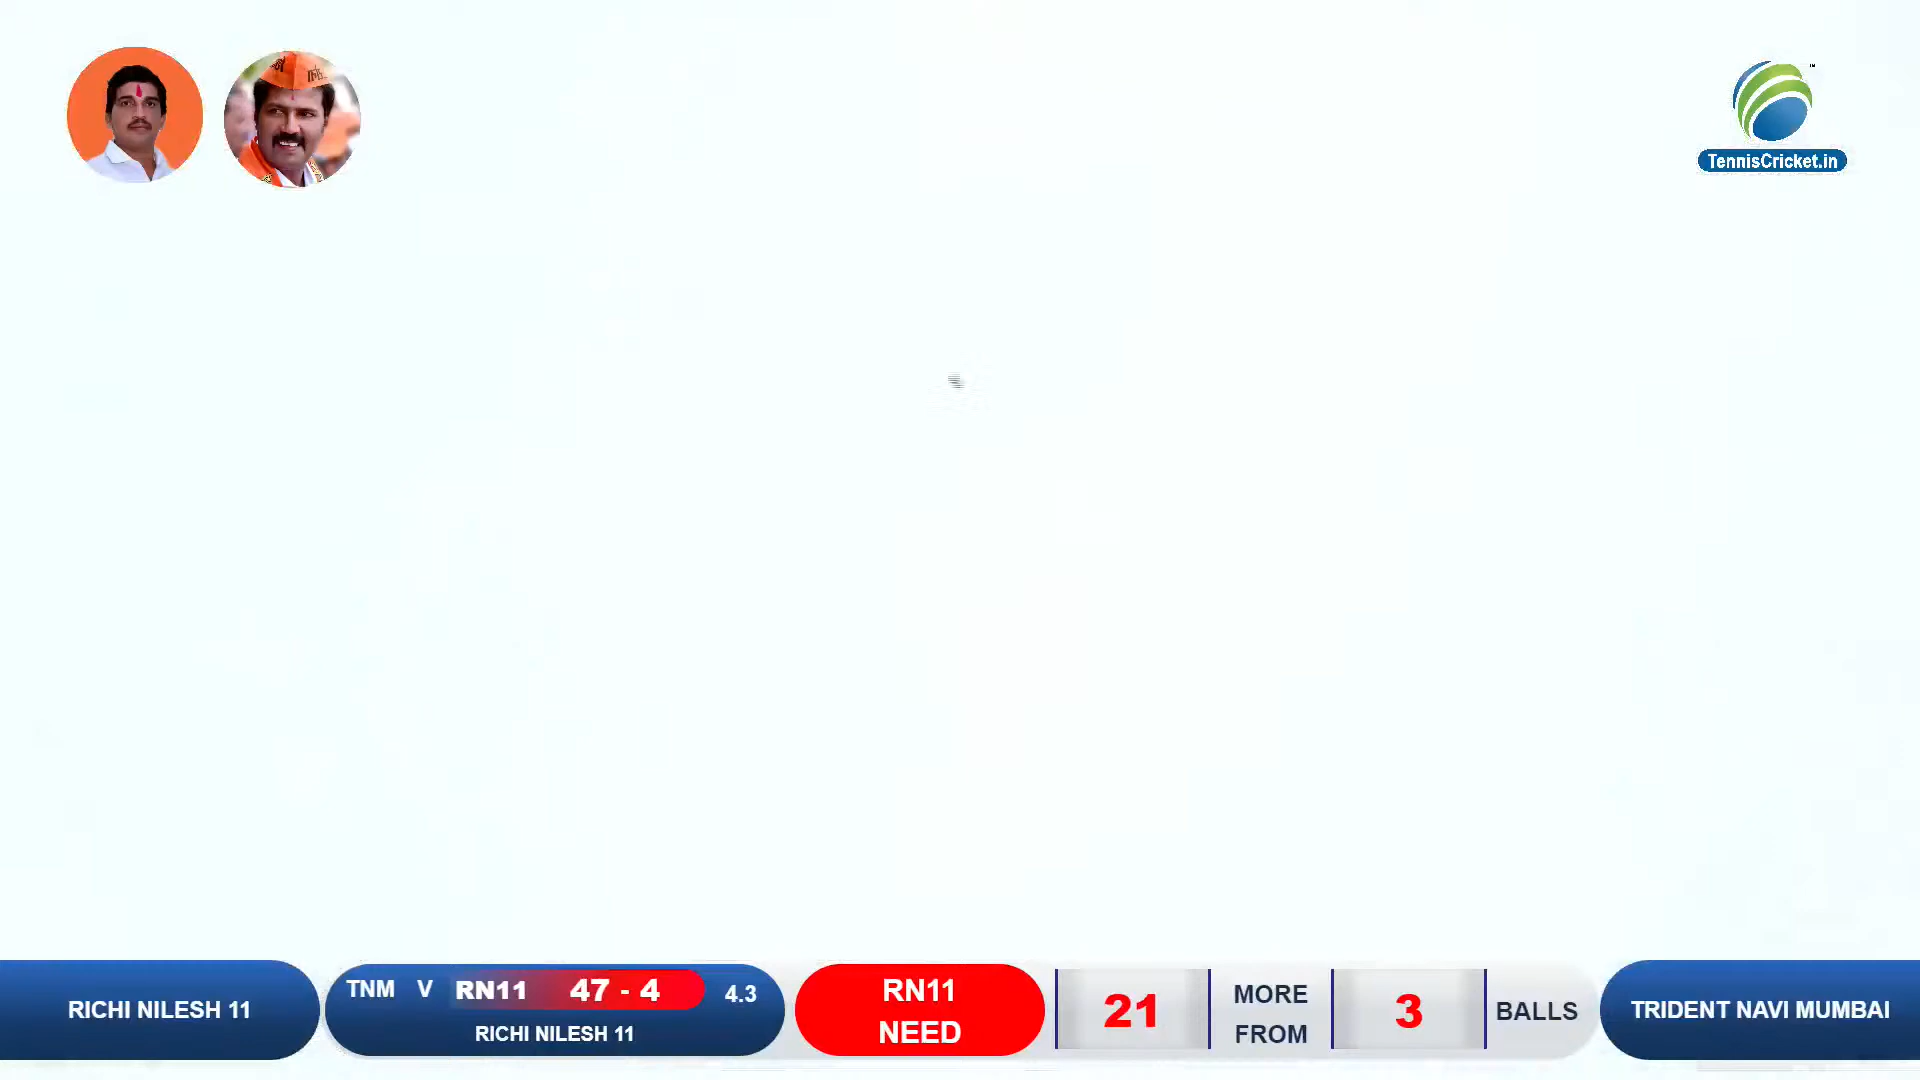 TennisCricket.in
RICHI NILESH 11
TNM V RN11 47 - 4 4.3
RICHI NILESH 11
RN11
NEED
21
MORE
FROM
3
BALLS
TRIDENT NAVI MUMBAI